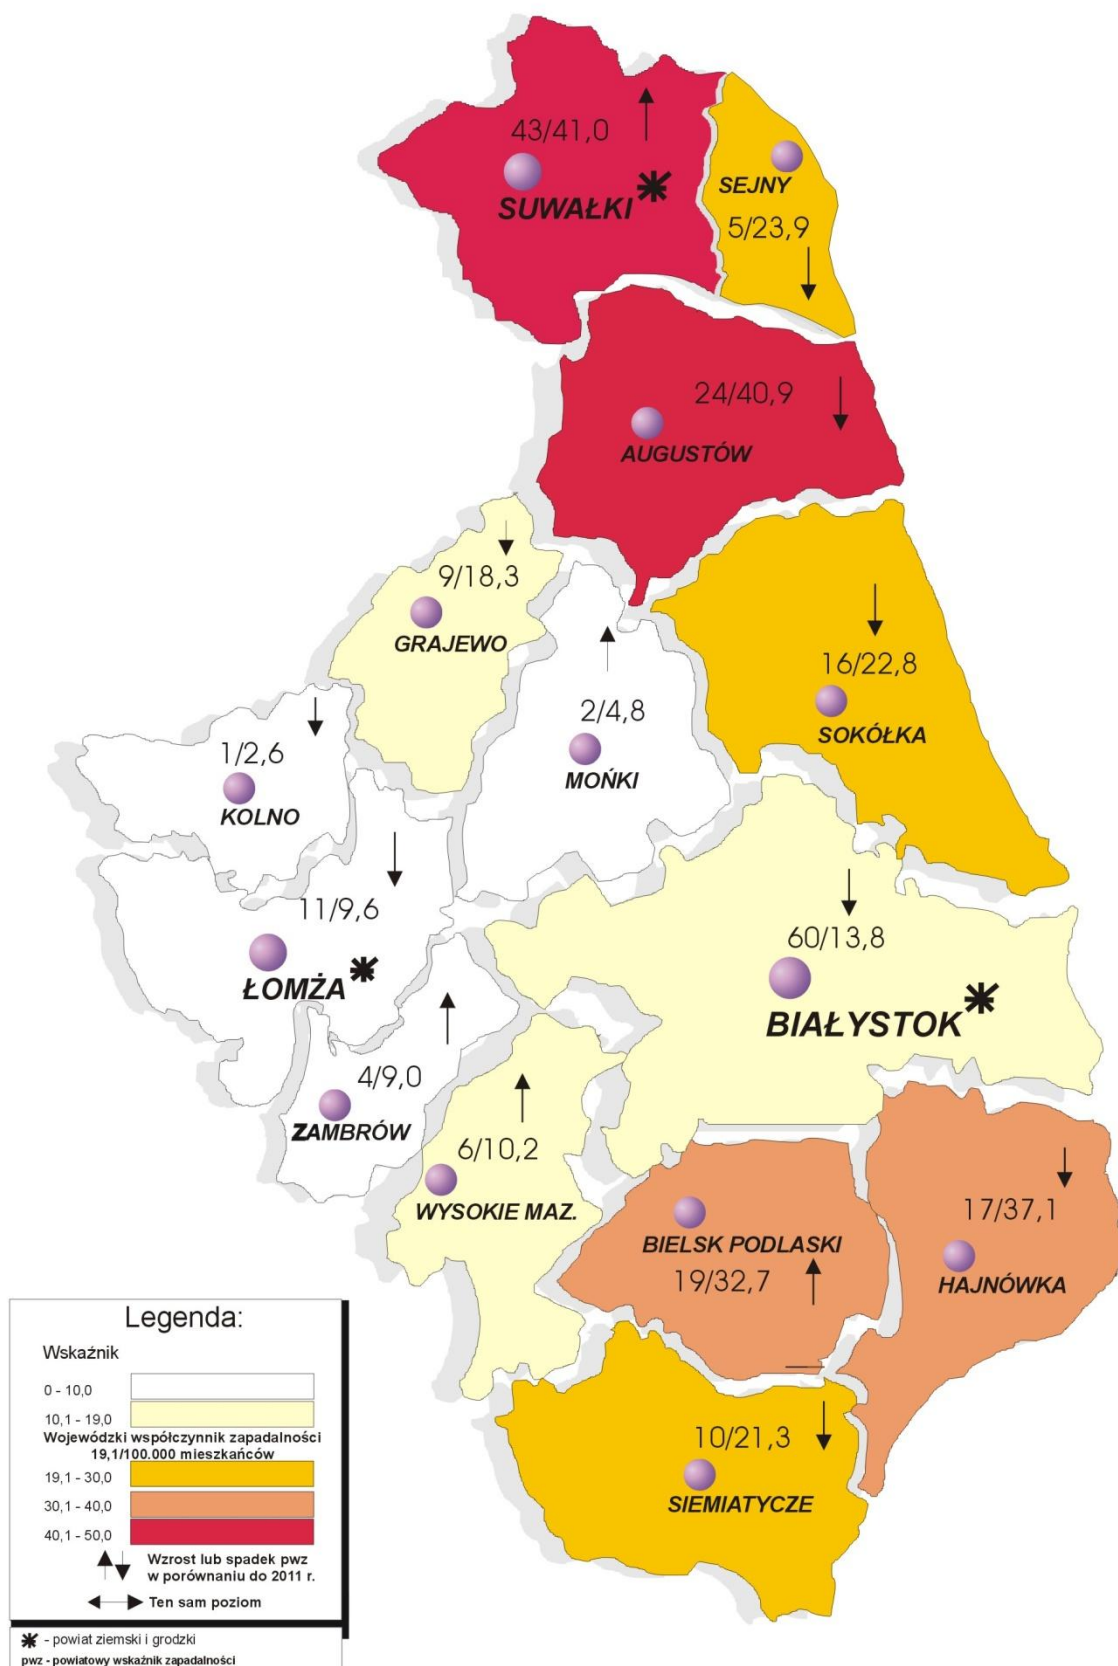 43/41,0
SUWAŁKI
SEJNY
5/23,9
24/40,9
AUGUSTÓW
9/18,3
GRAJEWO
16/22,8
SOKÓŁKA
2/4,8
MOŃKI
1/2,6
KOLNO
11/9,6
ŁOMŻA
60/13,8
BIAŁYSTOK
4/9,0
ZAMBRÓW
6/10,2
WYSOKIE MAZ.
BIELSK PODLASKI
19/32,7
17/37,1
HAJNÓWKA
10/21,3
SIEMIATYCZE
Legenda:
Wskaźnik
0 - 10,0
10,1 - 19,0
Wojewódzki współczynnik zapadalności
19,1/100.000 mieszkańców
19,1 - 30,0
30,1 - 40,0
40,1 - 50,0
Wzrost lub spadek pwz
w porównaniu do 2011 r.
Ten sam poziom
- powiat ziemski i grodzki
pwz - powiatowy wskaźnik zapadalności